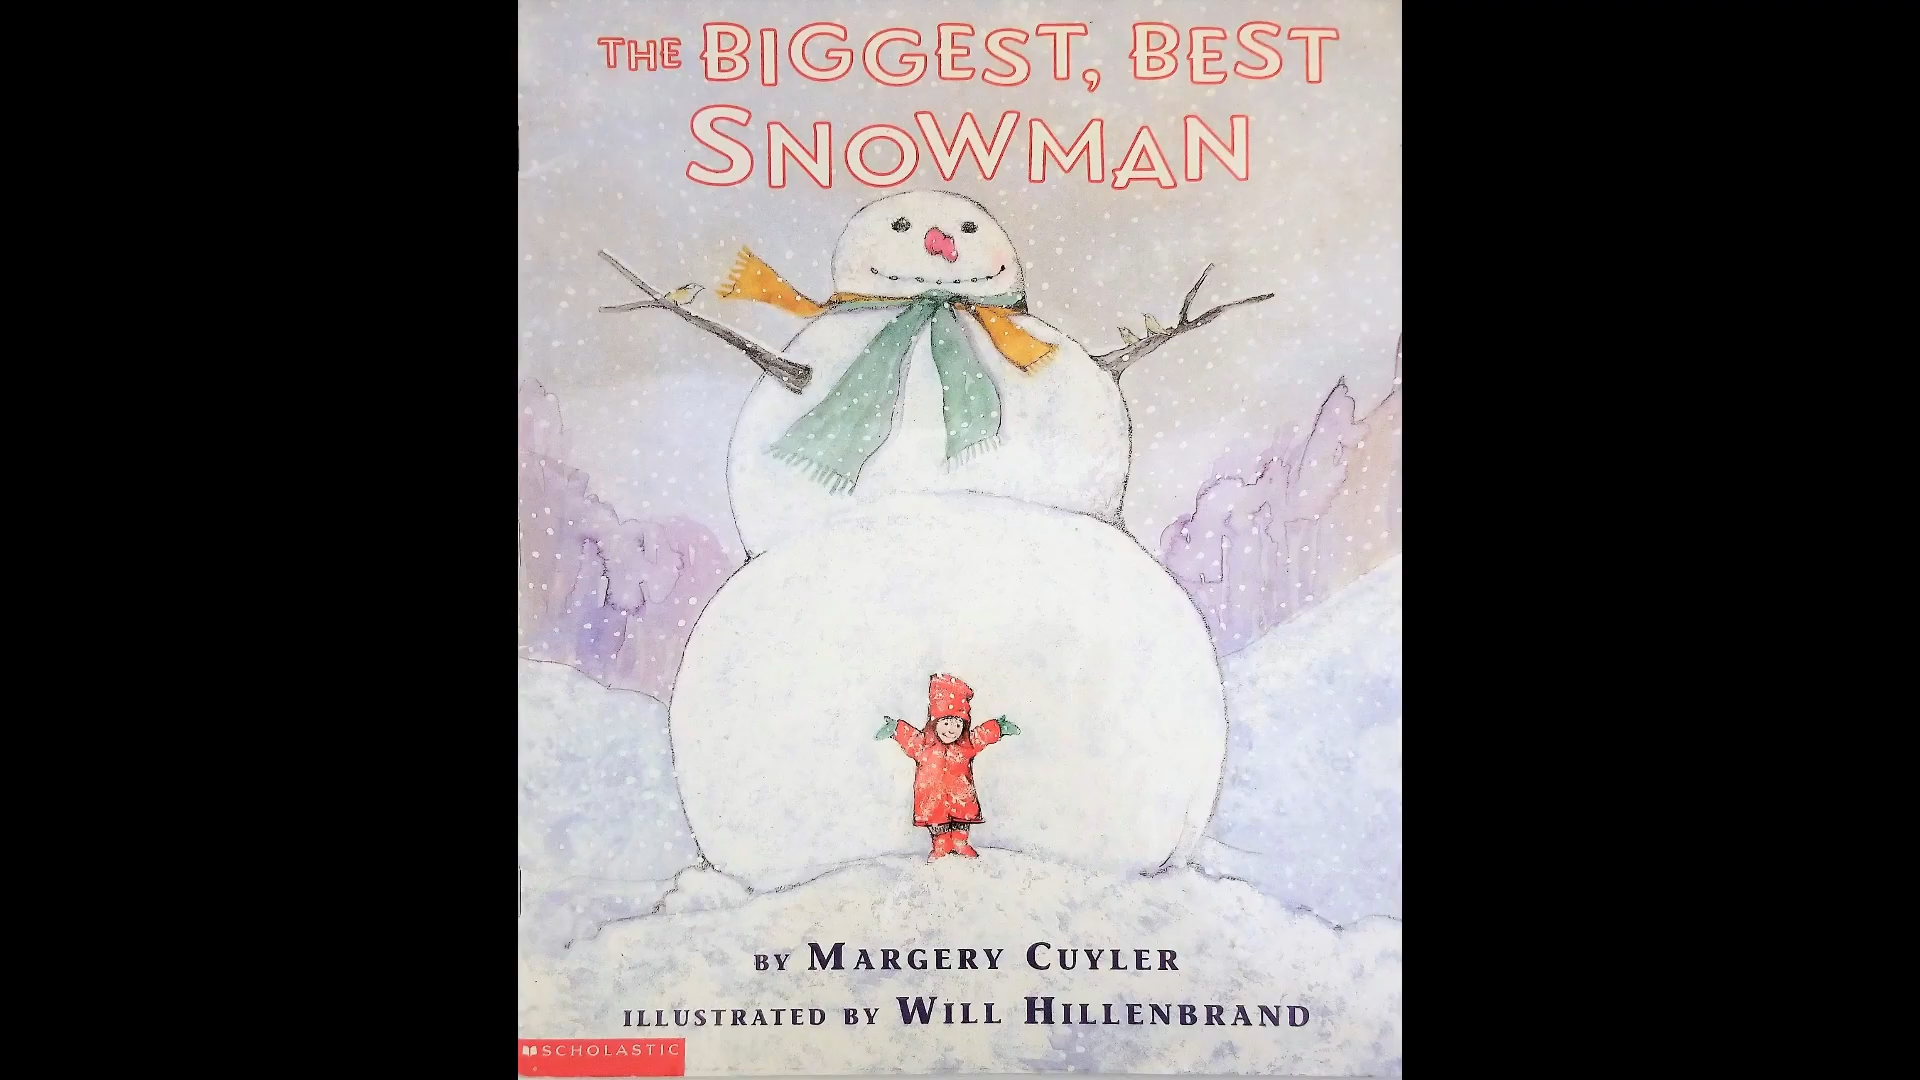 THE BIGGEST, BEST
SNOWMAN
BY MARGERY CUYLER
ILLUSTRATED BY WILL HILLENBRAND
SCHOLASTIC